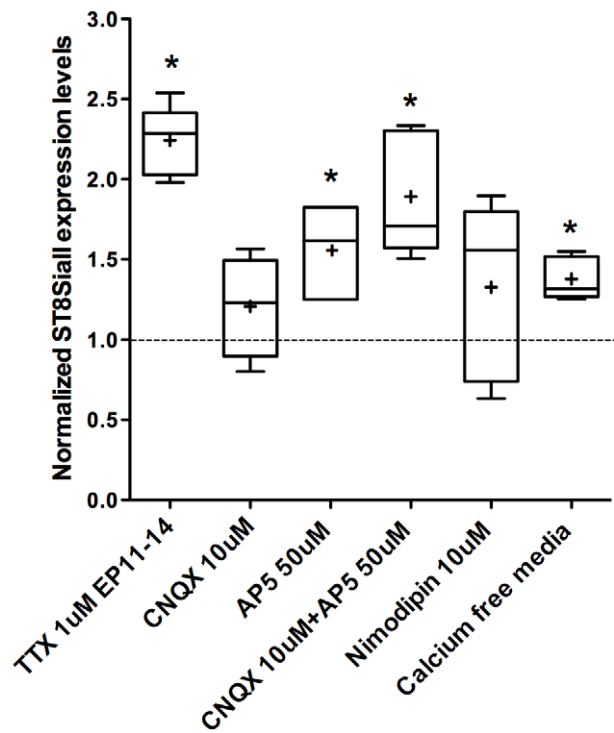 Normalized ST8SiaII expression levels
3.0
2.5
2.0
1.5
1.0
0.5
0.0
*
*
*
*
TTX 1uM EP11-14
CNQX 10uM
AP5 50uM
CNQX 10uM+AP5 50uM
Nimodipin 10uM
Calcium free media